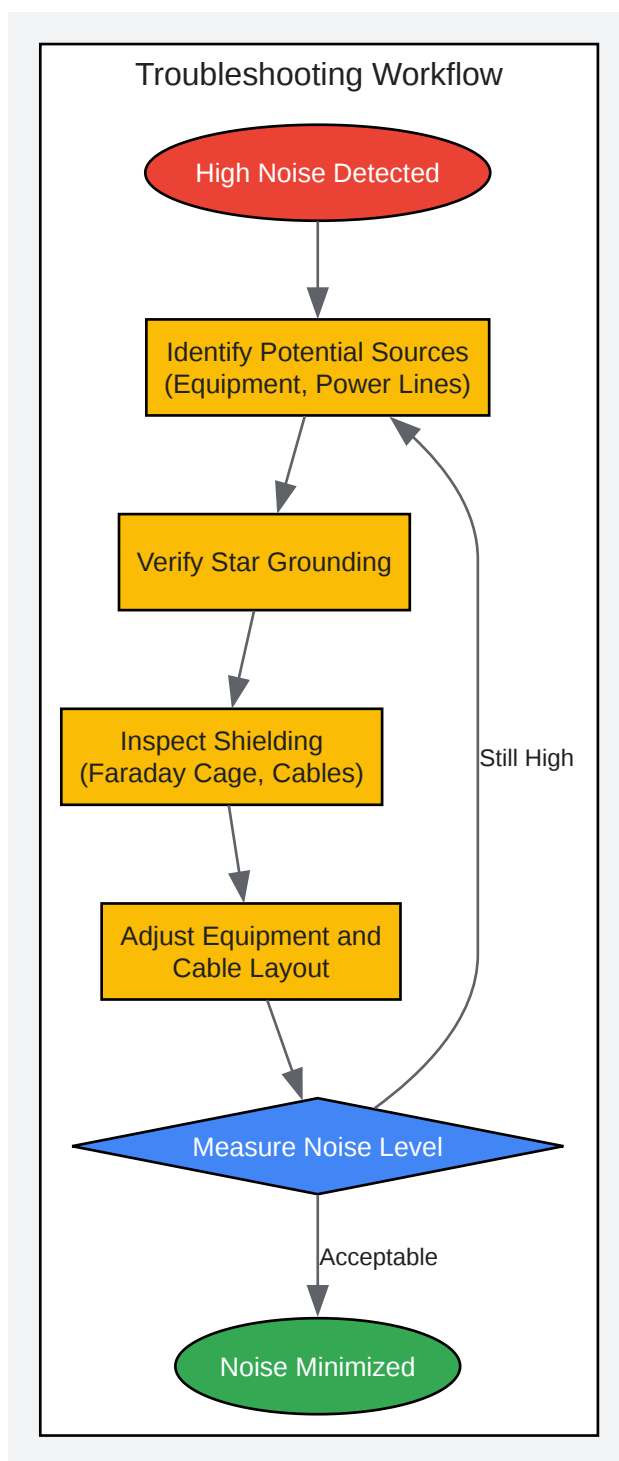 Troubleshooting Workflow
High Noise Detected
Identify Potential Sources
(Equipment, Power Lines)
Verify Star Grounding
Inspect Shielding
(Faraday Cage, Cables)
Still High
Adjust Equipment and
Cable Layout
Measure Noise Level
Acceptable
Noise Minimized